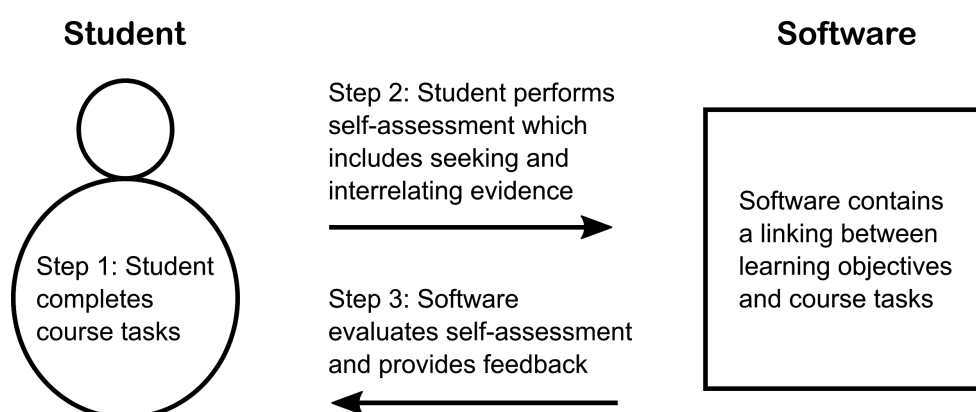 Student
Software
Step 2: Student performs
self-assessment which
includes seeking and
interrelating evidence
Step 1: Student
completes
course tasks
Step 3: Software
evaluates self-assessment
and provides feedback
Software contains
a linking between
learning objectives
and course tasks